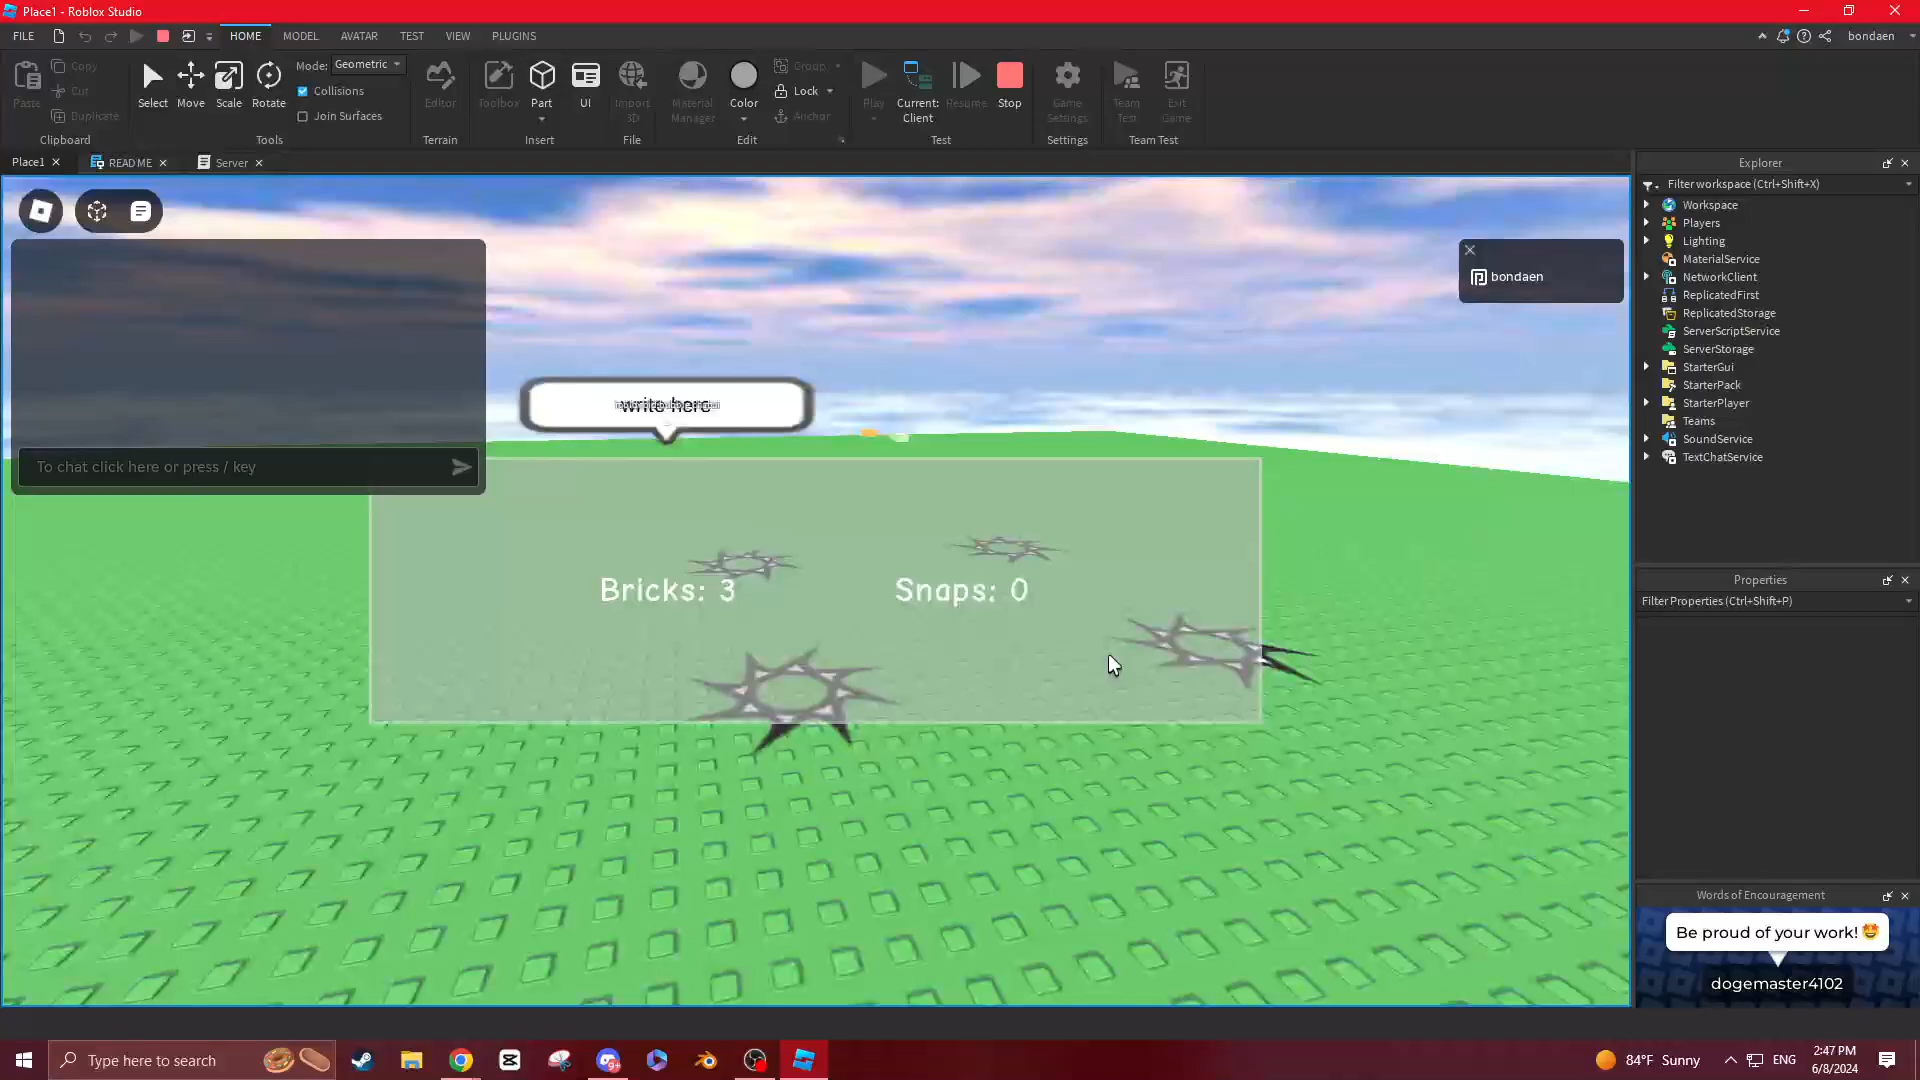 Place1 - Roblox Studio
FILE HOME MODEL AVATAR TEST VIEW PLUGINS bondaen
Paste Copy Cut Duplicate Clipboard
Select Move Scale Rotate Mode: Geometric Collisions Join Surfaces Tools
Editor Terrain
Toolbox Part UI Insert
Import 3D File
Material Manager Color Group Lock Anchor Edit
Play Current: Client Resume Stop Test
Game Settings Settings
Team Test Exit Game Team Test
Place1 README Server
Explorer
Filter workspace (Ctrl+Shift+X)
Workspace
Players
Lighting
MaterialService
NetworkClient
ReplicatedFirst
ReplicatedStorage
ServerScriptService
ServerStorage
StarterGui
StarterPack
StarterPlayer
Teams
SoundService
TextChatService
bondaen
write here
To chat click here or press / key
Bricks: 3 Snaps: 0
Properties
Filter Properties (Ctrl+Shift+P)
Words of Encouragement
Be proud of your work!
dogemaster4102
Type here to search
9+
84°F Sunny
ENG
2:47 PM
6/8/2024